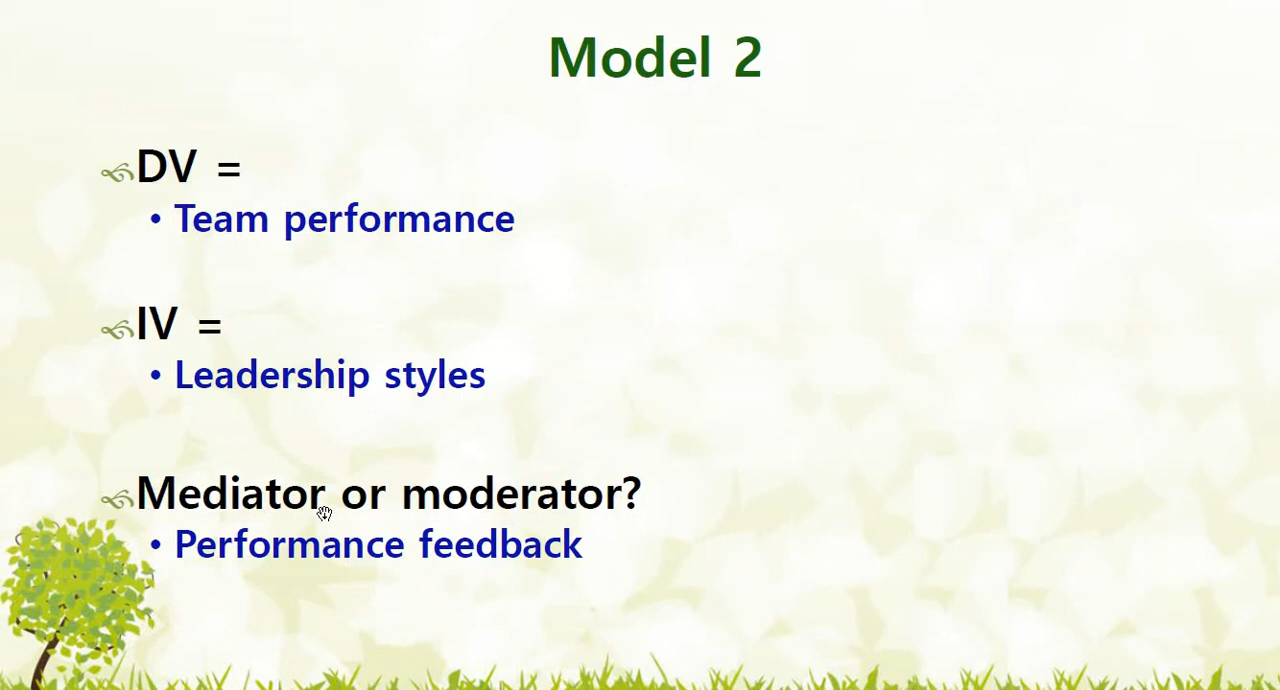 Model 2
DV =
• Team performance
IV =
• Leadership styles
Mediator or moderator?
• Performance feedback